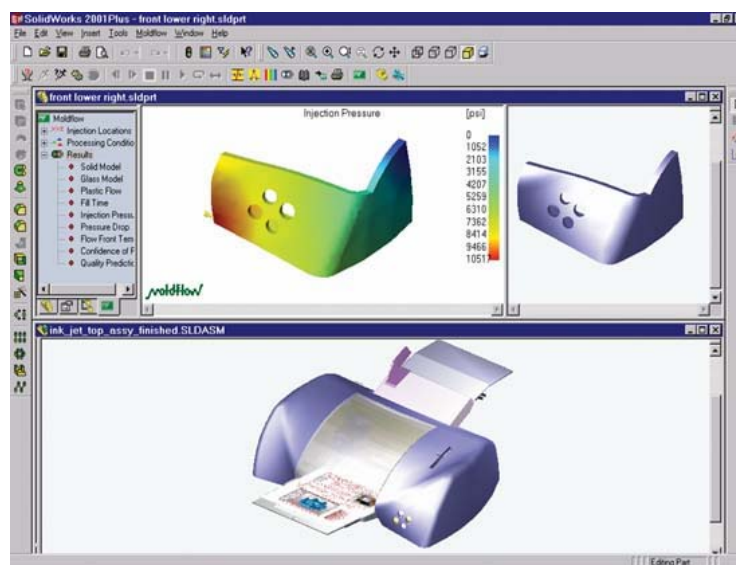 SolidWorks 2001Plus - front lower right.sldprt
File Edit View Insert Tools Moldflow Window Help
front lower right.sldprt
Moldflow
Injection Locations
Processing Conditio
Results
Solid Model
Glass Model
Plastic Flow
Fill Time
Injection Pressu
Pressure Drop
Flow Front Tem
Confidence of F
Quality Predictic
Injection Pressure
[psi]
0
1052
2103
3155
4207
5259
6310
7362
8414
9466
10517
moldflow
ink_jet_top_assy_finished.SLDASM
Editing Part